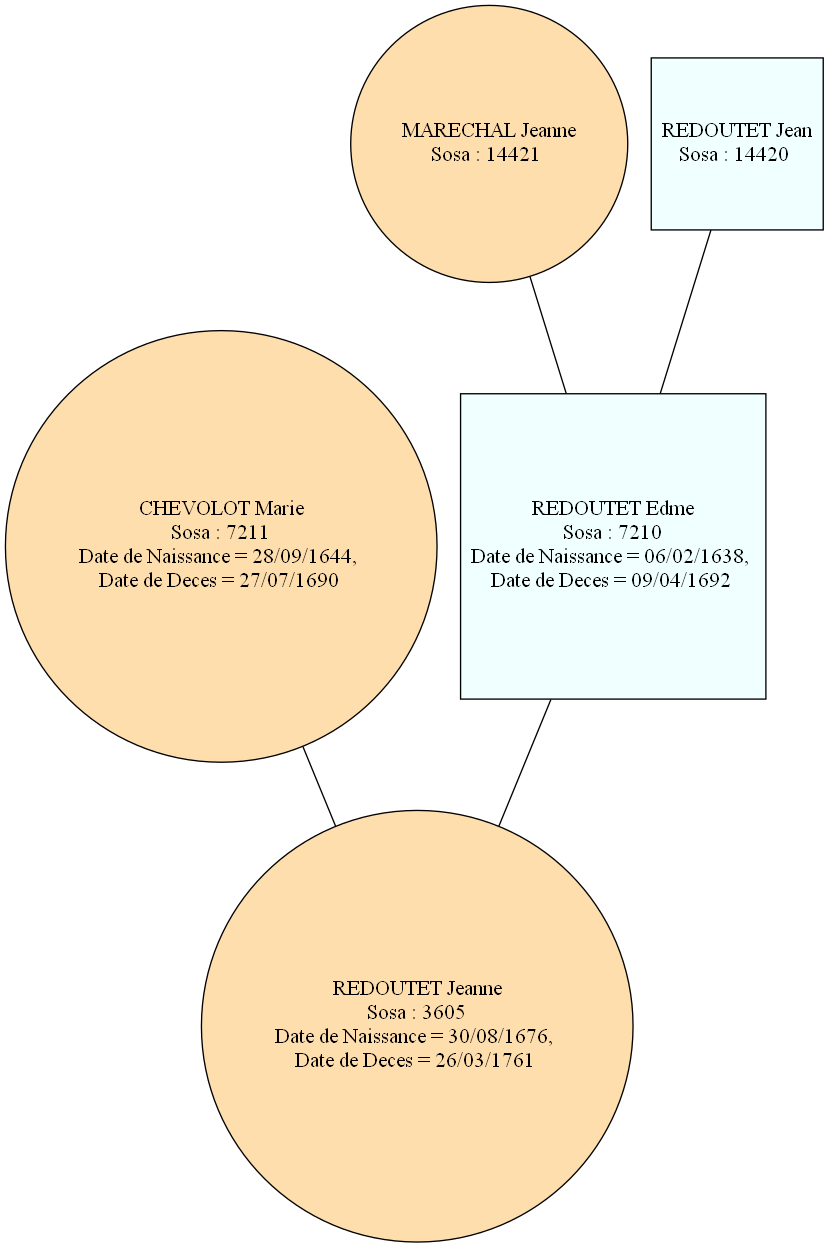 MARECHAL Jeanne
Sosa : 14421
REDOUTET Jean
Sosa : 14420
CHEVOLOT Marie
Sosa : 7211
Date de Naissance = 28/09/1644,
Date de Deces = 27/07/1690
REDOUTET Edme
Sosa : 7210
Date de Naissance = 06/02/1638,
Date de Deces = 09/04/1692
REDOUTET Jeanne
Sosa : 3605
Date de Naissance = 30/08/1676,
Date de Deces = 26/03/1761